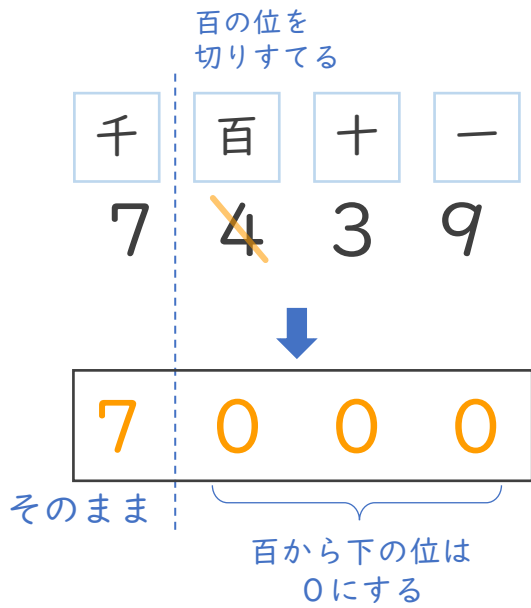 百の位を
切りすてる
千 百 十 一
7 4 3 9
7 0 0 0
そのまま
百から下の位は
0にする